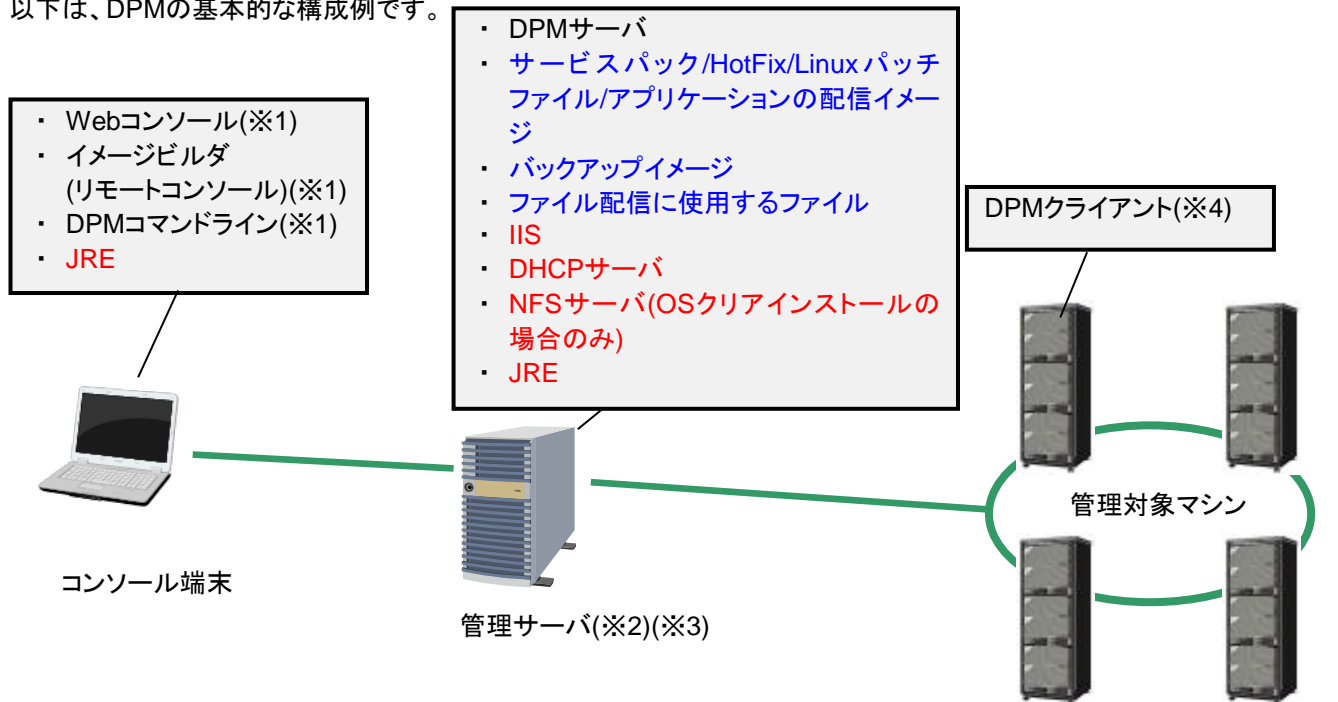 以下は、DPMの基本的な構成例です。
・ DPMサーバ
・ サービスパック/HotFix/Linuxパッチ
ファイル/アプリケーションの配信イメー
ジ
・ バックアップイメージ
・ ファイル配信に使用するファイル
・ IIS
・ DHCPサーバ
・ NFSサーバ(OSクリアインストールの
場合のみ)
・ JRE
・ Webコンソール(※1)
・ イメージビルダ
(リモートコンソール)(※1)
・ DPMコマンドライン(※1)
・ JRE
DPMクライアント(※4)
管理対象マシン
コンソール端末
管理サーバ(※2)(※3)